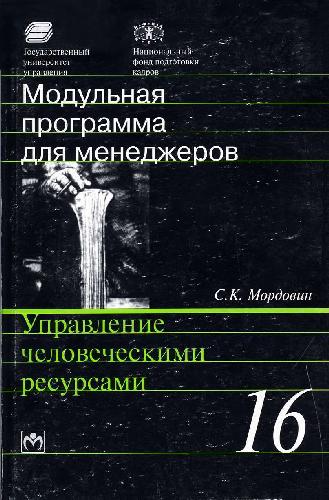 Государственный
университет
управления
Национальный
фонд подготовки
кадров
Модульная
программа
для менеджеров
С.К. Мордовин
Управление
человеческими
ресурсами
16